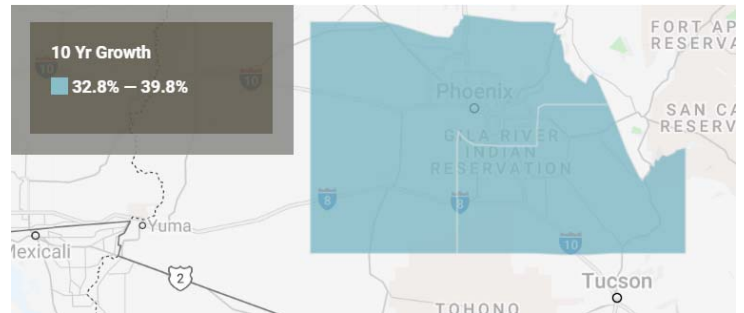 10 Yr Growth
32.8% — 39.8%
10
10
FORT AP
RESERVA
Phoenix
SAN CA
RESERV
GILA RIVER
INDIAN
RESERVATION
8
8
Yuma
10
Mexicali
2
Tucson
TOHONO